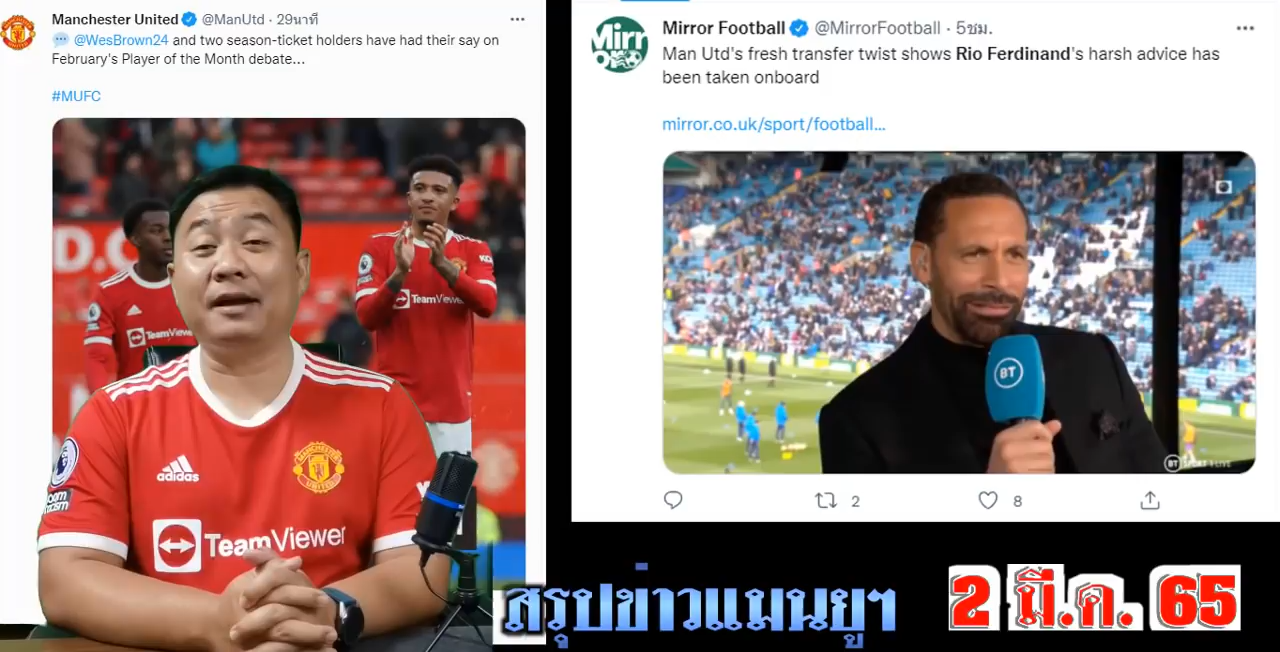 Manchester United @ManUtd · 29นาที
💬 @WesBrown24 and two season-ticket holders have had their say on
February's Player of the Month debate...
#MUFC
D.C
TeamViewer
TeamViewer
adidas
TeamViewer
Mirror Football @MirrorFootball · 5ชม.
Man Utd's fresh transfer twist shows Rio Ferdinand's harsh advice has
been taken onboard
mirror.co.uk/sport/football...
BT
2
8
สรุปข่าวแมนยูฯ
2 มี.ค. 65